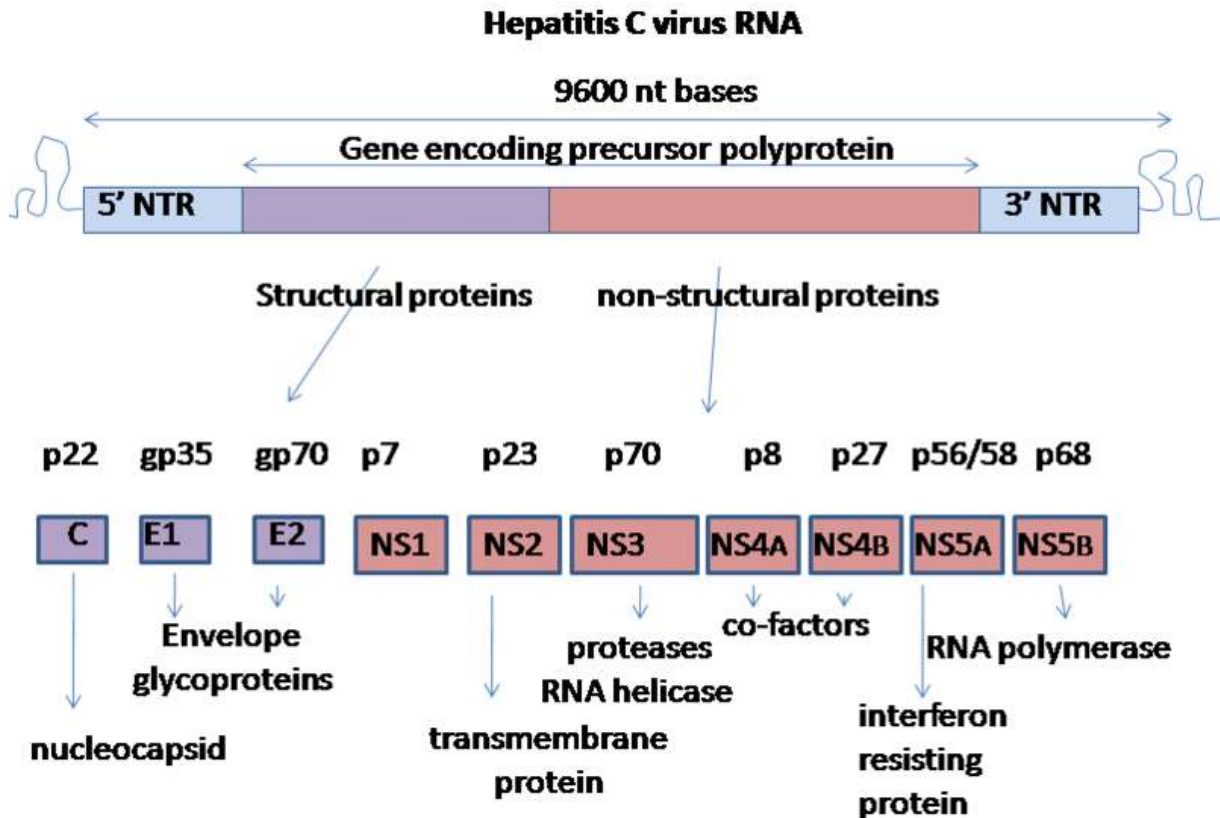 Hepatitis C virus RNA
9600 nt bases
Gene encoding precursor polyprotein
5’ NTR 3’ NTR
Structural proteins non-structural proteins
p22 gp35 gp70 p7 p23 p70 p8 p27 p56/58 p68
C E1 E2 NS1 NS2 NS3 NS4A NS4B NS5A NS5B
Envelope
glycoproteins
co-factors
proteases
RNA helicase
RNA polymerase
nucleocapsid
transmembrane
protein
interferon
resisting
protein